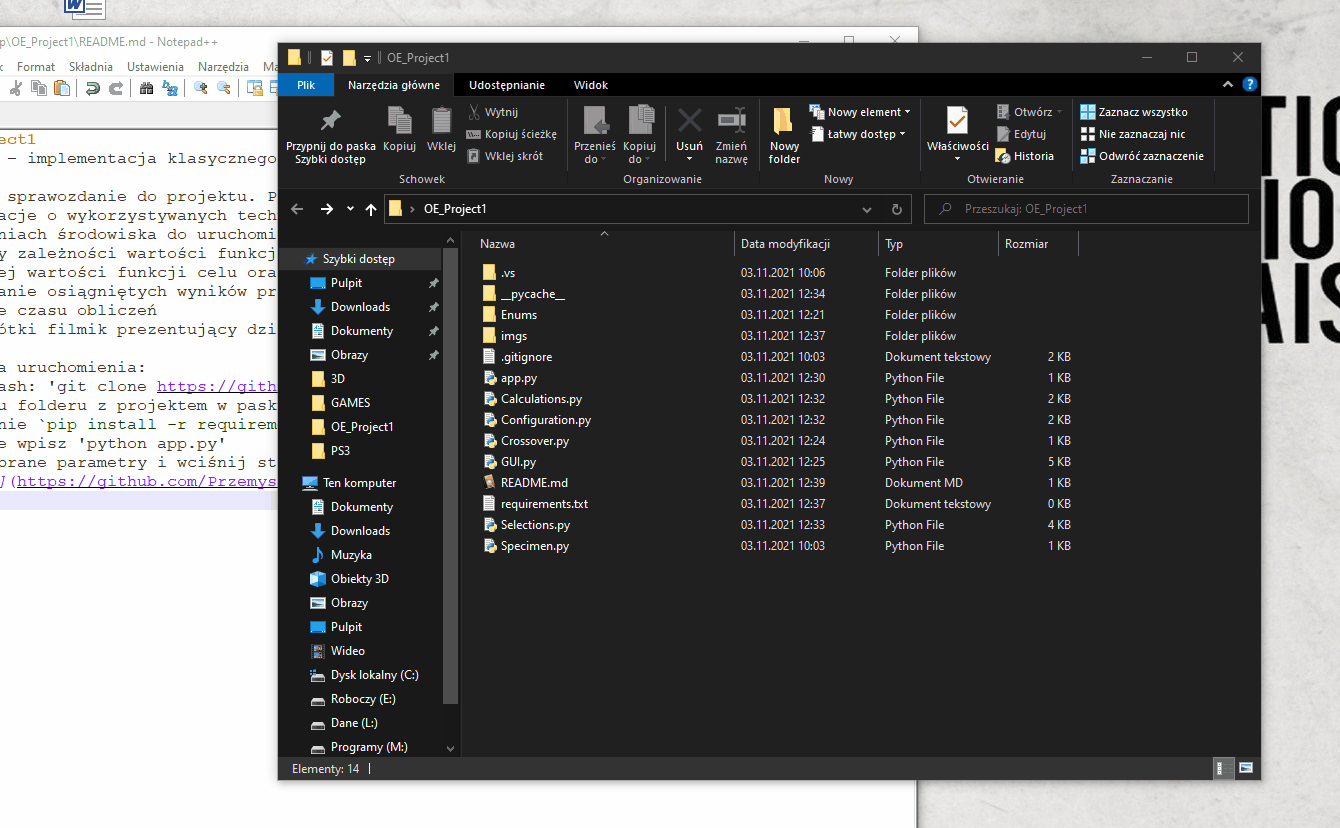 p\OE_Project1\README.md - Notepad++
Format Składnia Ustawienia Narzędzia
ect1
– implementacja klasycznego
sprawozdanie do projektu. P
acje o wykorzystywanych tech
niach środowiska do uruchomi
y zależności wartości funkcj
ej wartości funkcji celu ora
anie osiągniętych wyników pr
e czasu obliczeń
ótki filmik prezentujący dzi
a uruchomienia:
ash: 'git clone https://gith
u folderu z projektem w pask
nie `pip install -r requirem
e wpisz 'python app.py'
brane parametry i wciśnij st
](https://github.com/Przemys
OE_Project1
Plik Narzędzia główne Udostępnianie Widok
Przypnij do paska Szybki dostęp
Kopiuj
Wklej
Wytnij
Kopiuj ścieżkę
Wklej skrót
Schowek
Przenieś do
Kopiuj do
Usuń
Zmień nazwę
Organizowanie
Nowy folder
Nowy element
Łatwy dostęp
Nowy
Właściwości
Otwórz
Edytuj
Historia
Otwieranie
Zaznacz wszystko
Nie zaznaczaj nic
Odwróć zaznaczenie
Zaznaczanie
OE_Project1
Przeszukaj: OE_Project1
Szybki dostęp
Pulpit
Downloads
Dokumenty
Obrazy
3D
GAMES
OE_Project1
PS3
Ten komputer
Dokumenty
Downloads
Muzyka
Obiekty 3D
Obrazy
Pulpit
Wideo
Dysk lokalny (C:)
Roboczy (E:)
Dane (L:)
Programy (M:)
Nazwa Data modyfikacji Typ Rozmiar
.vs 03.11.2021 10:06 Folder plików
__pycache__ 03.11.2021 12:34 Folder plików
Enums 03.11.2021 12:21 Folder plików
imgs 03.11.2021 12:37 Folder plików
.gitignore 03.11.2021 10:03 Dokument tekstowy 2 KB
app.py 03.11.2021 12:30 Python File 1 KB
Calculations.py 03.11.2021 12:32 Python File 2 KB
Configuration.py 03.11.2021 12:32 Python File 2 KB
Crossover.py 03.11.2021 12:24 Python File 1 KB
GUI.py 03.11.2021 12:25 Python File 5 KB
README.md 03.11.2021 12:39 Dokument MD 1 KB
requirements.txt 03.11.2021 12:37 Dokument tekstowy 0 KB
Selections.py 03.11.2021 12:33 Python File 4 KB
Specimen.py 03.11.2021 10:03 Python File 1 KB
Elementy: 14